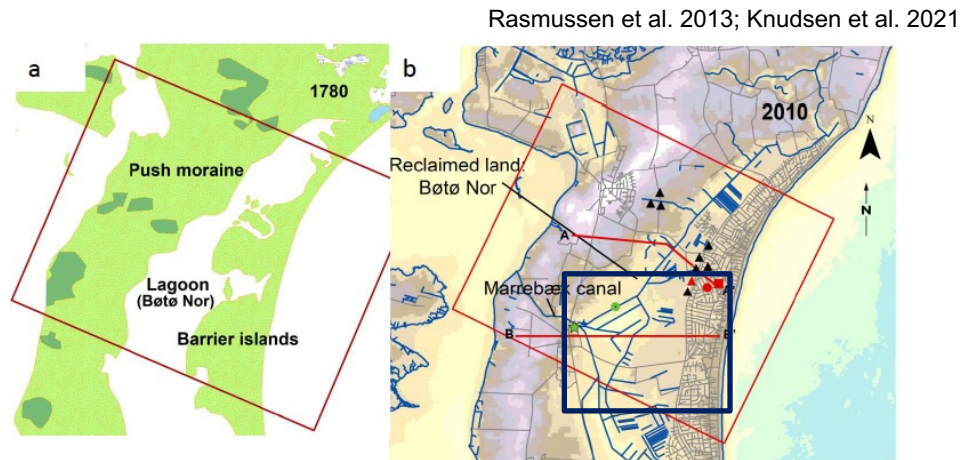 Rasmussen et al. 2013; Knudsen et al. 2021
a
1780
Push moraine
Lagoon
(Bøtø Nor)
Barrier islands
b
2010
N
N
Reclaimed land:
Bøtø Nor
A
A'
Marrebæk canal
B
B'